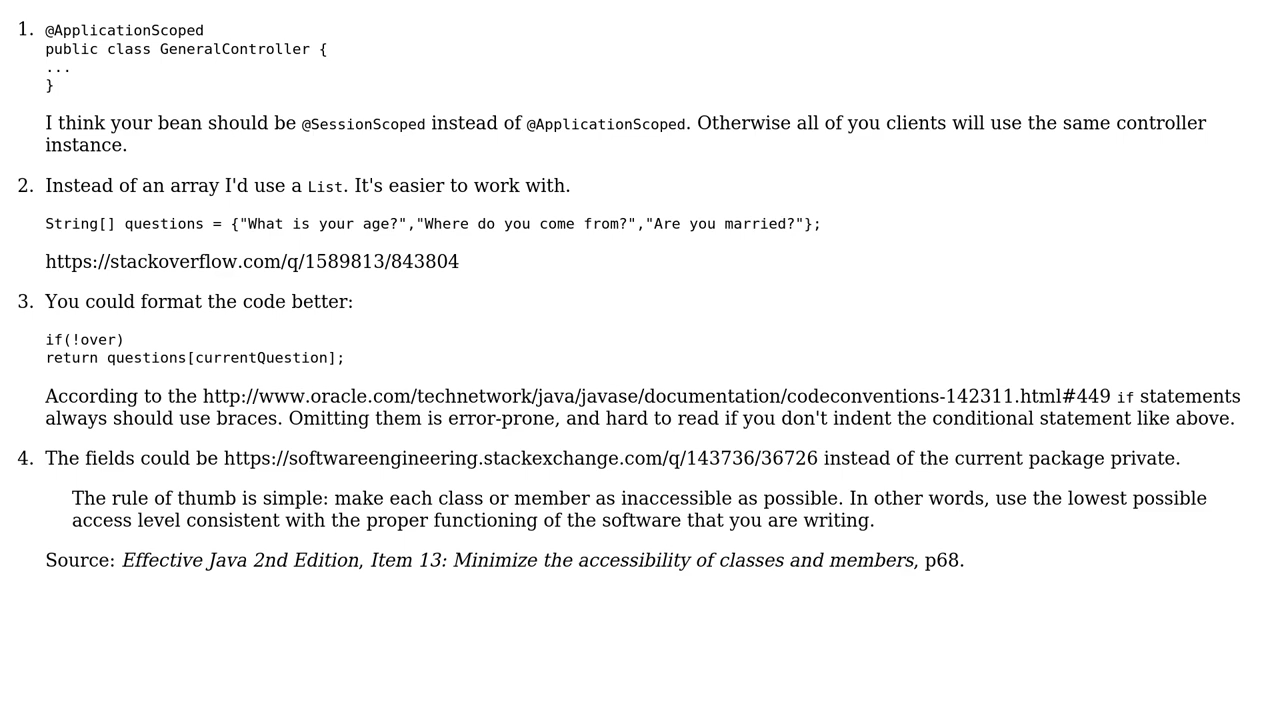 1. @ApplicationScoped
public class GeneralController {
...
}
I think your bean should be @SessionScoped instead of @ApplicationScoped. Otherwise all of you clients will use the same controller
instance.
2. Instead of an array I'd use a List. It's easier to work with.
String[] questions = {"What is your age?","Where do you come from?","Are you married?"};
https://stackoverflow.com/q/1589813/843804
3. You could format the code better:
if(!over)
return questions[currentQuestion];
According to the http://www.oracle.com/technetwork/java/javase/documentation/codeconventions-142311.html#449 if statements
always should use braces. Omitting them is error-prone, and hard to read if you don't indent the conditional statement like above.
4. The fields could be https://softwareengineering.stackexchange.com/q/143736/36726 instead of the current package private.
The rule of thumb is simple: make each class or member as inaccessible as possible. In other words, use the lowest possible
access level consistent with the proper functioning of the software that you are writing.
Source: Effective Java 2nd Edition, Item 13: Minimize the accessibility of classes and members, p68.